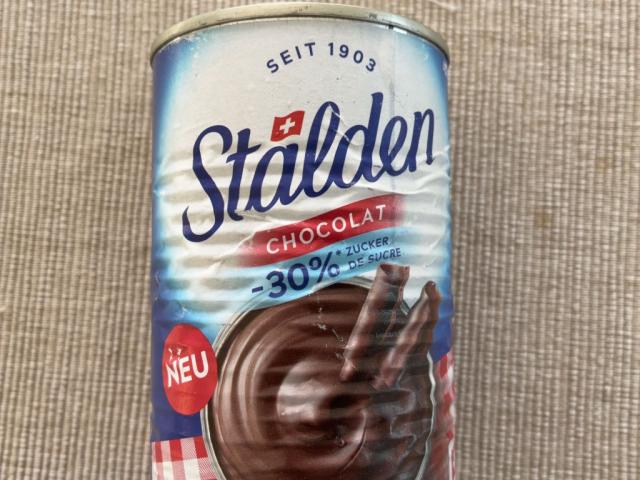 SEIT 1903
Stalden
CHOCOLAT
-30%* ZUCKER
DE SUCRE
NEU